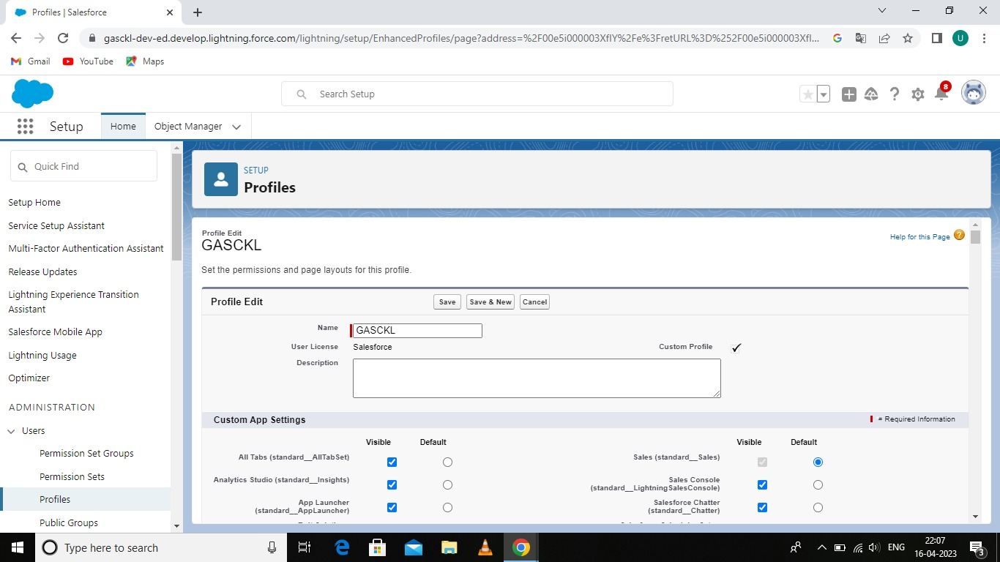 Profiles | Salesforce
gasckl-dev-ed.develop.lightning.force.com/lightning/setup/EnhancedProfiles/page?address=%2F00e5i000003XflY%2Fe%3FretURL%3D%252F00e5i000003Xfl...
U
Gmail YouTube Maps
Search Setup
8
Setup Home Object Manager
Quick Find
Setup Home
Service Setup Assistant
Multi-Factor Authentication Assistant
Release Updates
Lightning Experience Transition
Assistant
Salesforce Mobile App
Lightning Usage
Optimizer
ADMINISTRATION
Users
Permission Set Groups
Permission Sets
Profiles
Public Groups
SETUP
Profiles
Profile Edit
GASCKL
Help for this Page ?
Set the permissions and page layouts for this profile.
Profile Edit Save Save & New Cancel
Name GASCKL
User License Salesforce Custom Profile
Description
Custom App Settings = Required Information
Visible Default Visible Default
All Tabs (standard__AllTabSet) Sales (standard__Sales)
Analytics Studio (standard__Insights) Sales Console
(standard__LightningSalesConsole)
App Launcher Salesforce Chatter
(standard__AppLauncher) (standard__Chatter)
Type here to search
ENG
22:07
16-04-2023
3